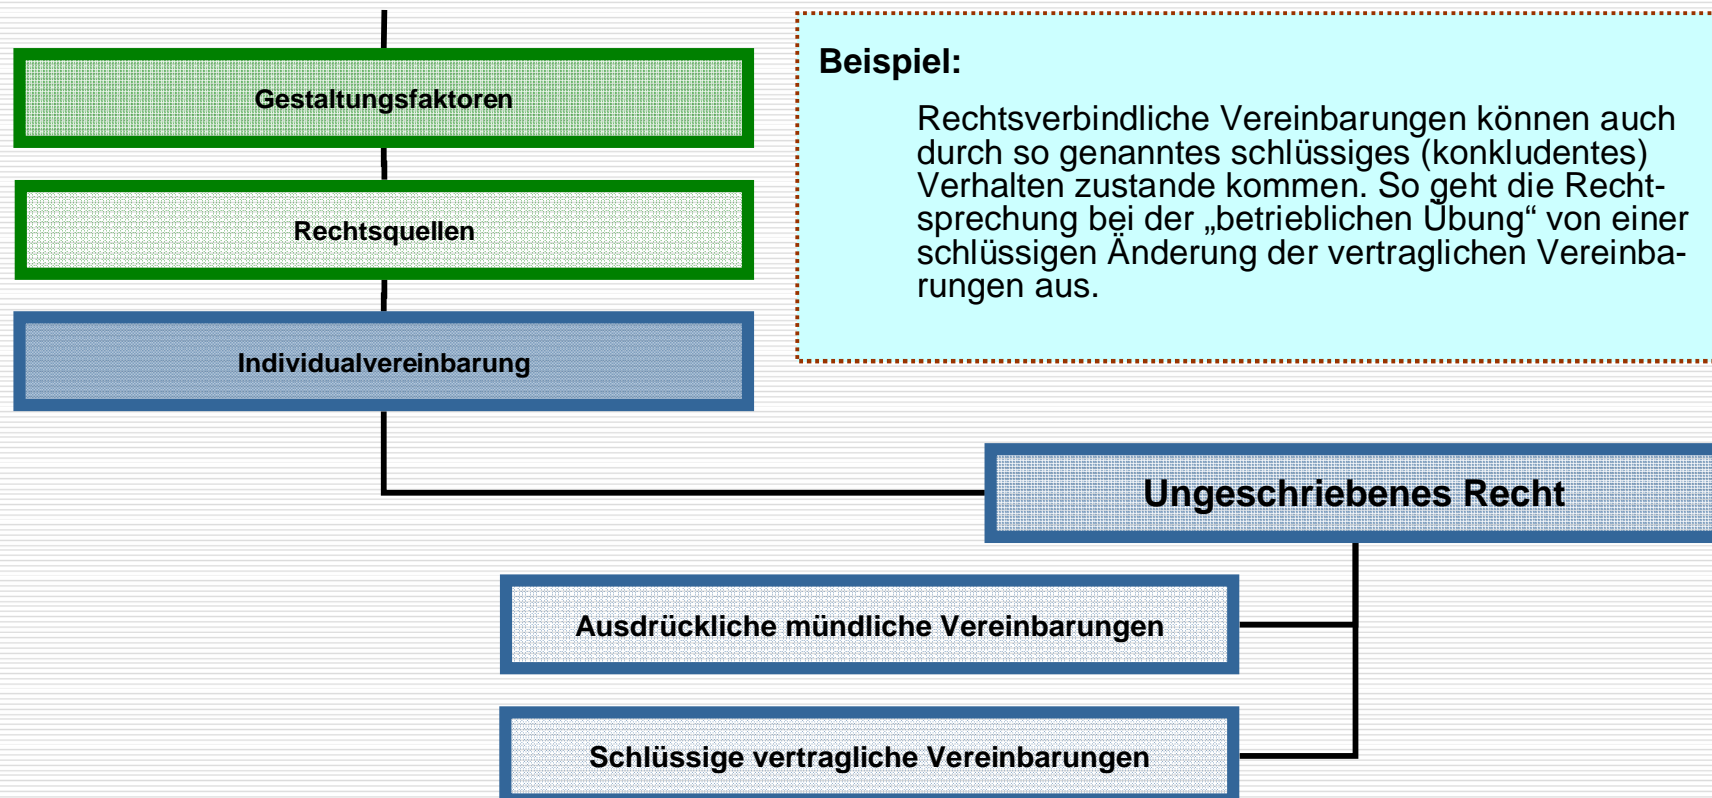 Gestaltungsfaktoren
Rechtsquellen
Individualvereinbarung
Beispiel:
Rechtsverbindliche Vereinbarungen können auch
durch so genanntes schlüssiges (konkludentes)
Verhalten zustande kommen. So geht die Recht-
sprechung bei der „betrieblichen Übung“ von einer
schlüssigen Änderung der vertraglichen Vereinba-
rungen aus.
Ungeschriebenes Recht
Ausdrückliche mündliche Vereinbarungen
Schlüssige vertragliche Vereinbarungen